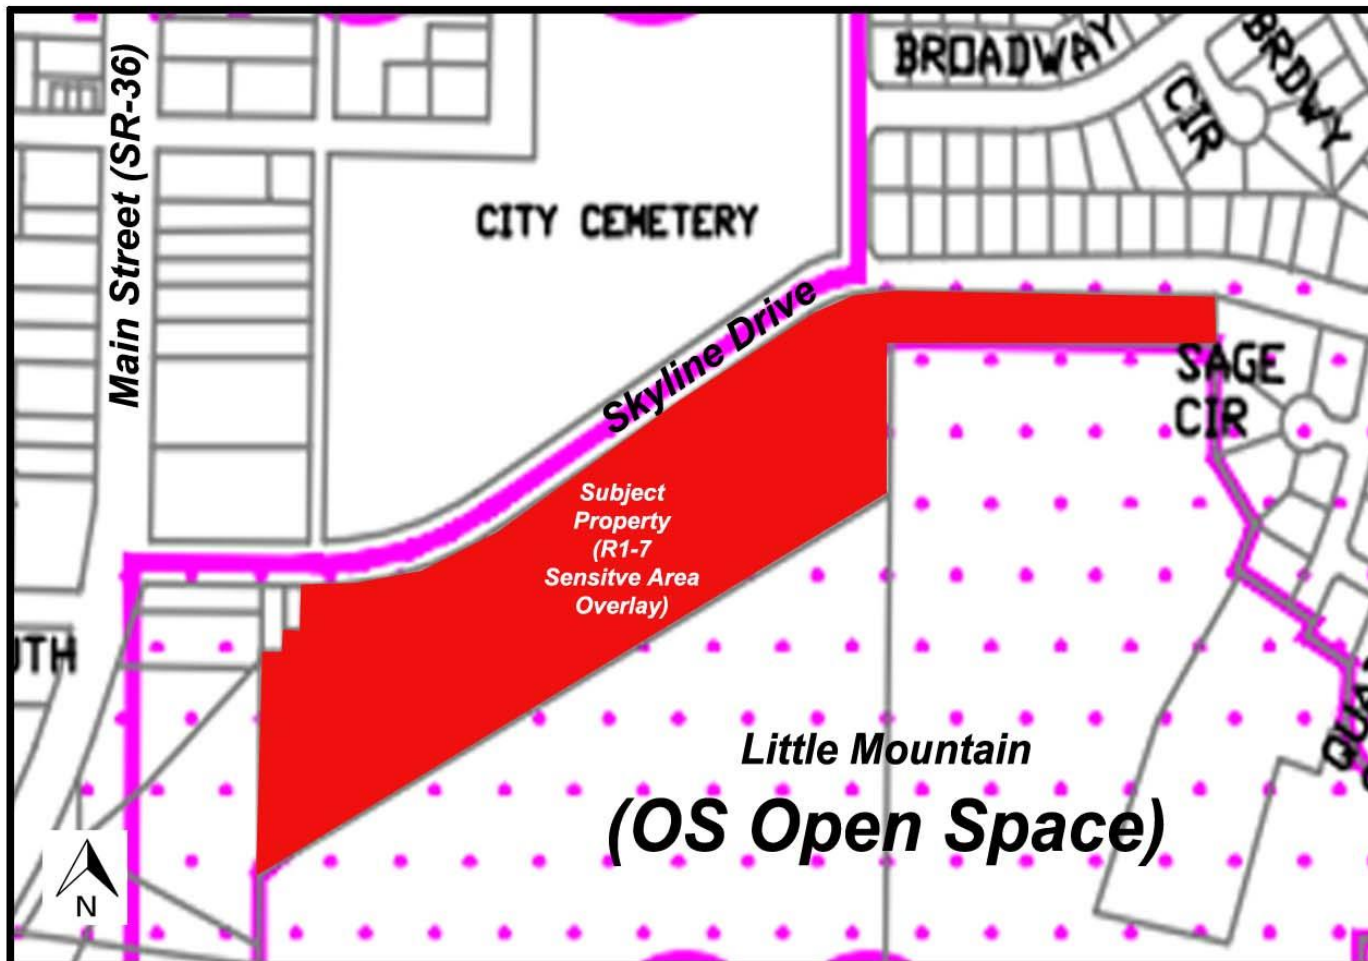 BROADWAY
BRDWY
CIR
Main Street (SR-36)
CITY CEMETERY
Skyline Drive
SAGE
CIR
Subject
Property
(R1-7
Sensitve Area
Overlay)
UTH
Little Mountain
(OS Open Space)
N